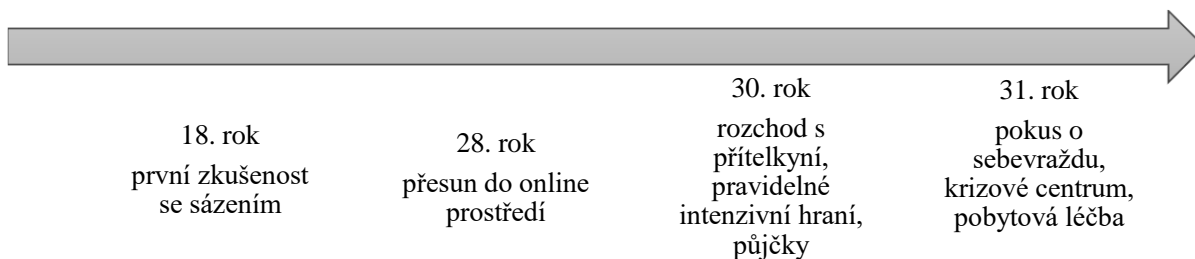 18. rok
první zkušenost
se sázením
28. rok
přesun do online
prostředí
30. rok
rozchod s
přítelkyní,
pravidelné
intenzivní hraní,
půjčky
31. rok
pokus o
sebevraždu,
krizové centrum,
pobytová léčba